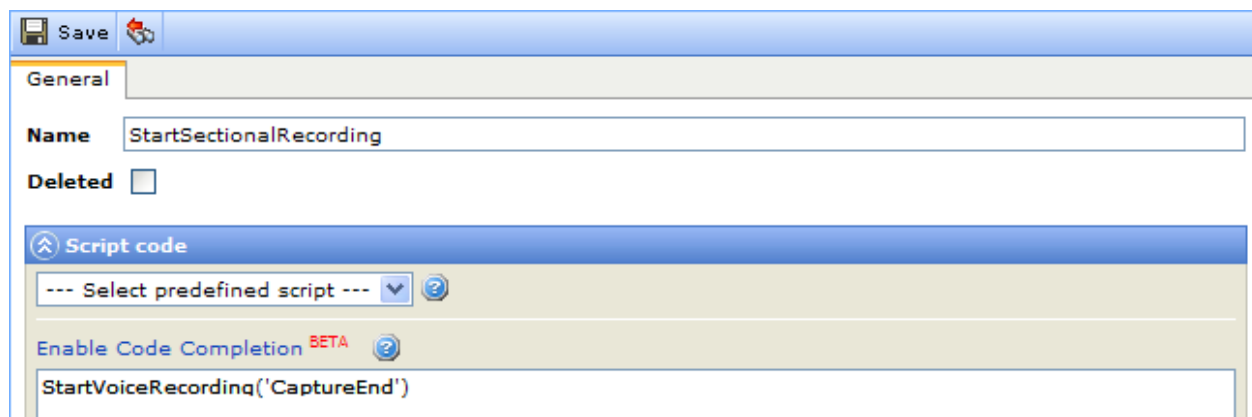 Save
General
Name StartSectionalRecording
Deleted
Script code
--- Select predefined script ---
Enable Code Completion BETA
StartVoiceRecording('CaptureEnd')